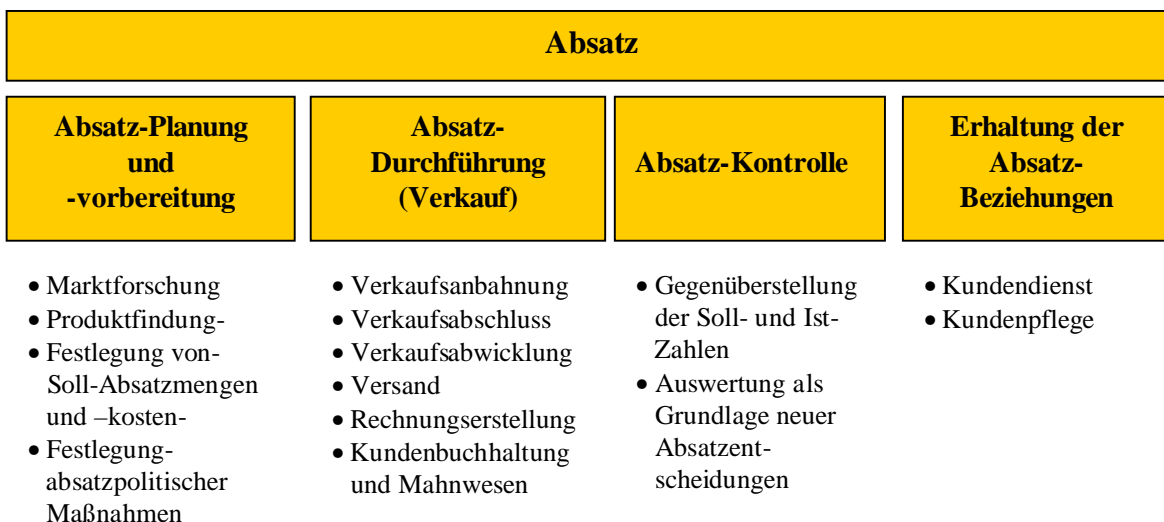 Absatz
Absatz-Planung
und
-vorbereitung
Absatz-
Durchführung
(Verkauf)
Absatz-Kontrolle
Erhaltung der
Absatz-
Beziehungen
• Marktforschung
• Produktfindung-
• Festlegung von-
Soll-Absatzmengen
und –kosten-
• Festlegung-
absatzpolitischer
Maßnahmen
• Verkaufsanbahnung
• Verkaufsabschluss
• Verkaufsabwicklung
• Versand
• Rechnungserstellung
• Kundenbuchhaltung
und Mahnwesen
• Gegenüberstellung
der Soll- und Ist-
Zahlen
• Auswertung als
Grundlage neuer
Absatzent-
scheidungen
• Kundendienst
• Kundenpflege